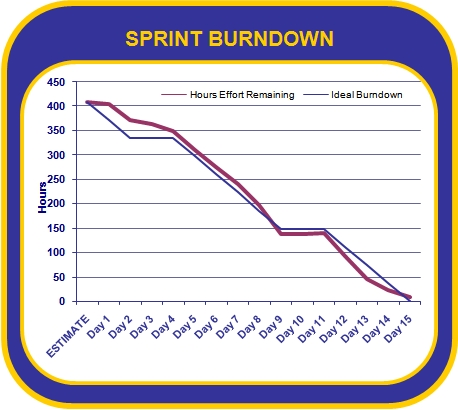 SPRINT BURNDOWN
Hours Effort Remaining
Ideal Burndown
Hours
450
400
350
300
250
200
150
100
50
0
ESTIMATE
Day 1
Day 2
Day 3
Day 4
Day 5
Day 6
Day 7
Day 8
Day 9
Day 10
Day 11
Day 12
Day 13
Day 14
Day 15